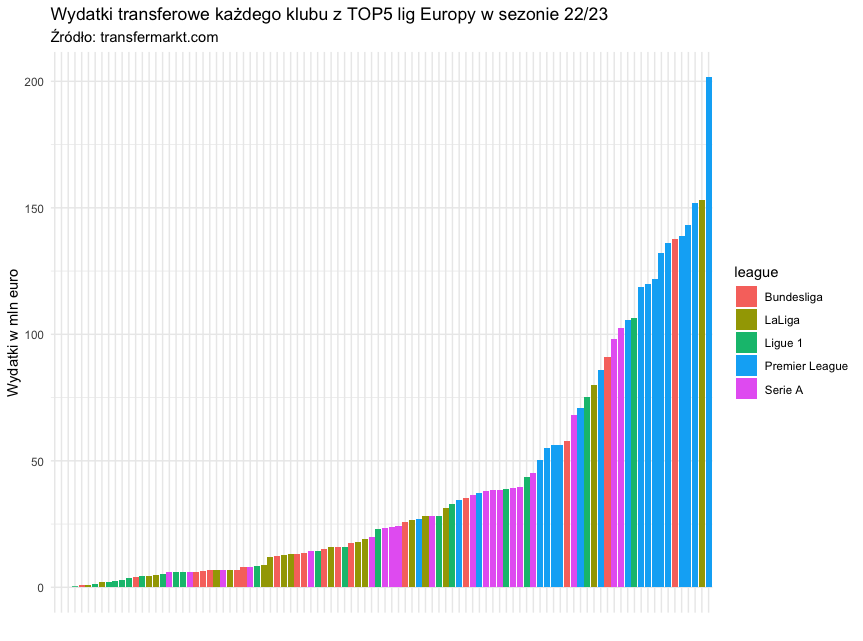 Wydatki transferowe każdego klubu z TOP5 lig Europy w sezonie 22/23
Źródło: transfermarkt.com
200
150
100
50
0
Wydatki w mln euro
league
Bundesliga
LaLiga
Ligue 1
Premier League
Serie A